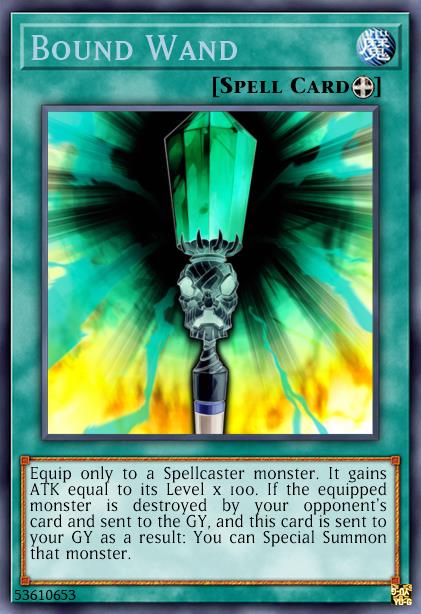 Bound Wand
魔
[Spell Card]
Equip only to a Spellcaster monster. It gains
ATK equal to its Level x 100. If the equipped
monster is destroyed by your opponent's
card and sent to the GY, and this card is sent to
your GY as a result: You can Special Summon
that monster.
53610653